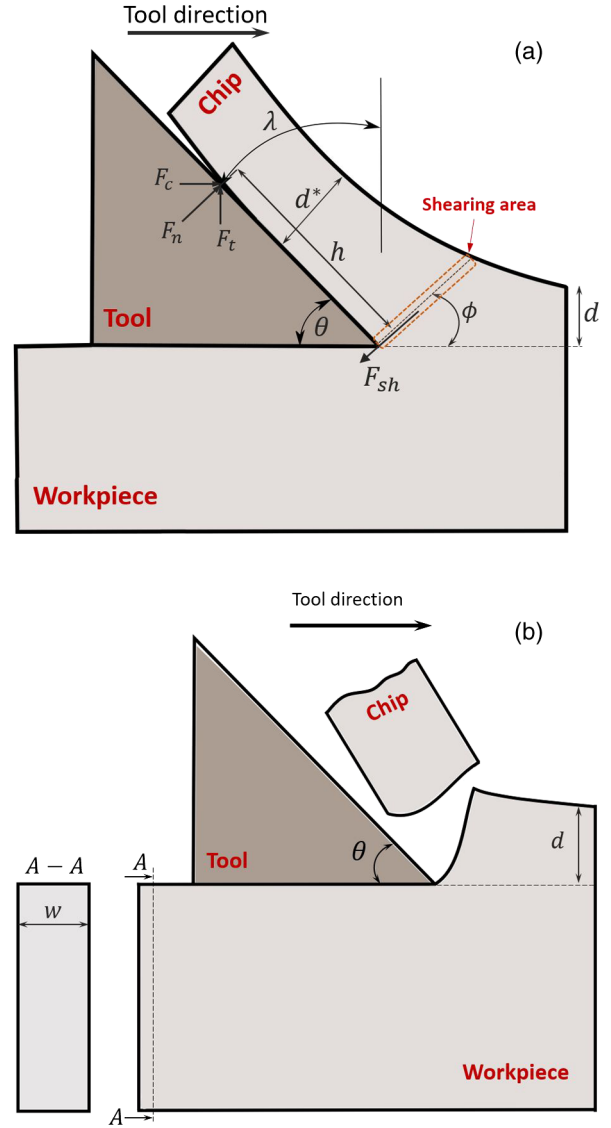 Tool direction
(a)
Chip
λ
F_c
d*
Shearing area
F_n
F_t
h
Tool
θ
ϕ
d
F_sh
Workpiece
Tool direction
(b)
Chip
A – A
A
Tool
θ
d
w
Workpiece
A